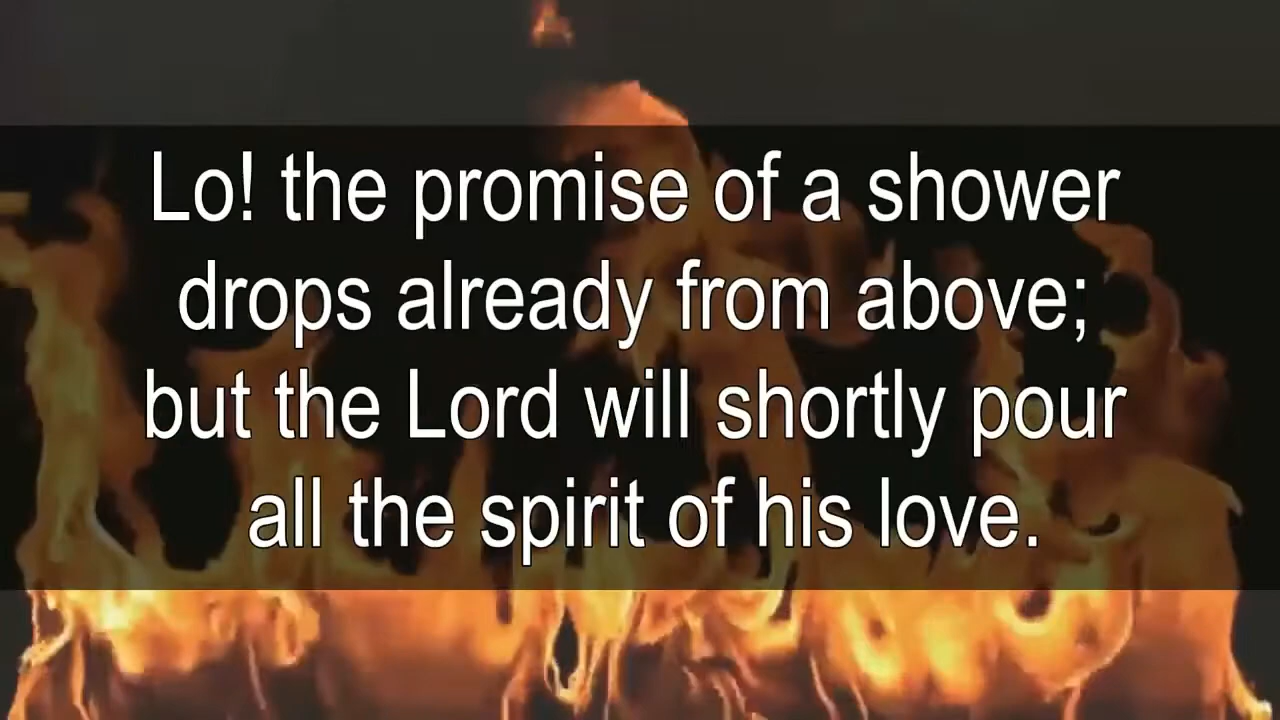 Lo! the promise of a shower
drops already from above;
but the Lord will shortly pour
all the spirit of his love.